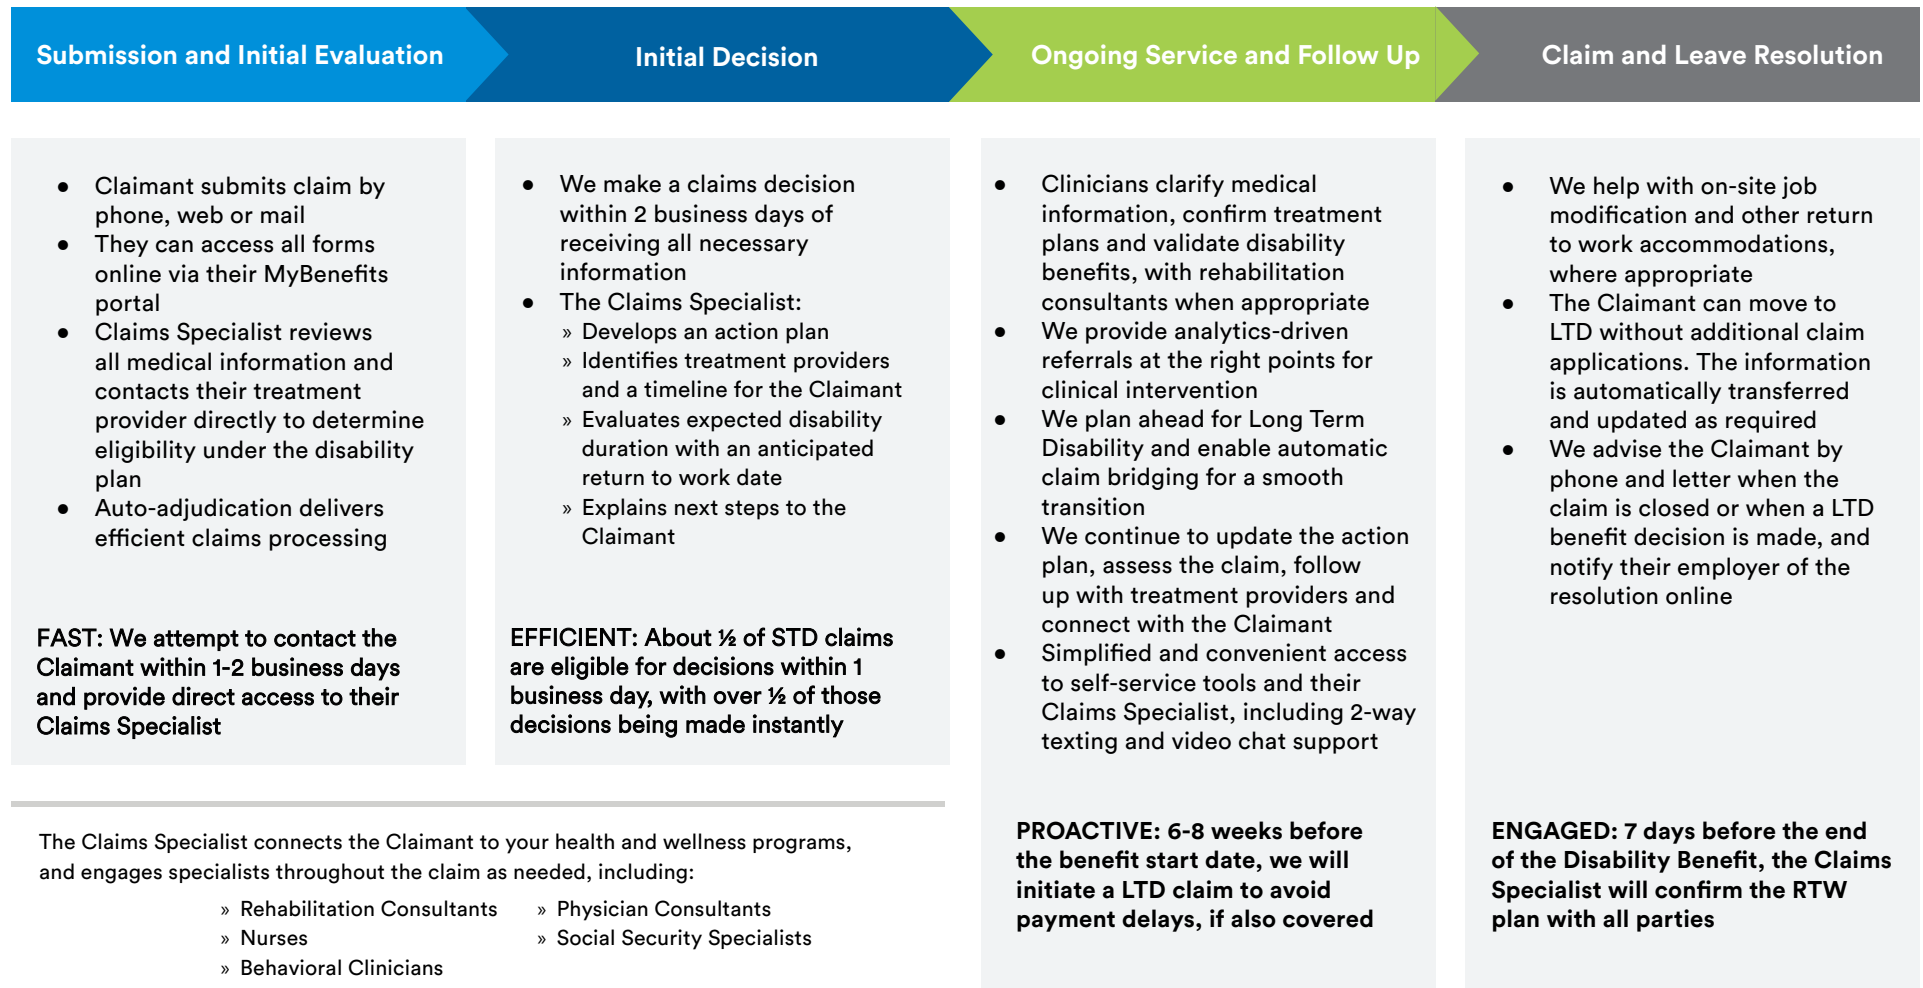 Submission and Initial Evaluation
Initial Decision
Ongoing Service and Follow Up
Claim and Leave Resolution
● Claimant submits claim by
phone, web or mail
● They can access all forms
online via their MyBenefits
portal
● Claims Specialist reviews
all medical information and
contacts their treatment
provider directly to determine
eligibility under the disability
plan
● Auto-adjudication delivers
efficient claims processing
FAST: We attempt to contact the
Claimant within 1-2 business days
and provide direct access to their
Claims Specialist
● We make a claims decision
within 2 business days of
receiving all necessary
information
● The Claims Specialist:
» Develops an action plan
» Identifies treatment providers
and a timeline for the Claimant
» Evaluates expected disability
duration with an anticipated
return to work date
» Explains next steps to the
Claimant
EFFICIENT: About ½ of STD claims
are eligible for decisions within 1
business day, with over ½ of those
decisions being made instantly
● Clinicians clarify medical
information, confirm treatment
plans and validate disability
benefits, with rehabilitation
consultants when appropriate
● We provide analytics-driven
referrals at the right points for
clinical intervention
● We plan ahead for Long Term
Disability and enable automatic
claim bridging for a smooth
transition
● We continue to update the action
plan, assess the claim, follow
up with treatment providers and
connect with the Claimant
● Simplified and convenient access
to self-service tools and their
Claims Specialist, including 2-way
texting and video chat support
PROACTIVE: 6-8 weeks before
the benefit start date, we will
initiate a LTD claim to avoid
payment delays, if also covered
● We help with on-site job
modification and other return
to work accommodations,
where appropriate
● The Claimant can move to
LTD without additional claim
applications. The information
is automatically transferred
and updated as required
● We advise the Claimant by
phone and letter when the
claim is closed or when a LTD
benefit decision is made, and
notify their employer of the
resolution online
ENGAGED: 7 days before the end
of the Disability Benefit, the Claims
Specialist will confirm the RTW
plan with all parties
The Claims Specialist connects the Claimant to your health and wellness programs,
and engages specialists throughout the claim as needed, including:
» Rehabilitation Consultants
» Nurses
» Behavioral Clinicians
» Physician Consultants
» Social Security Specialists